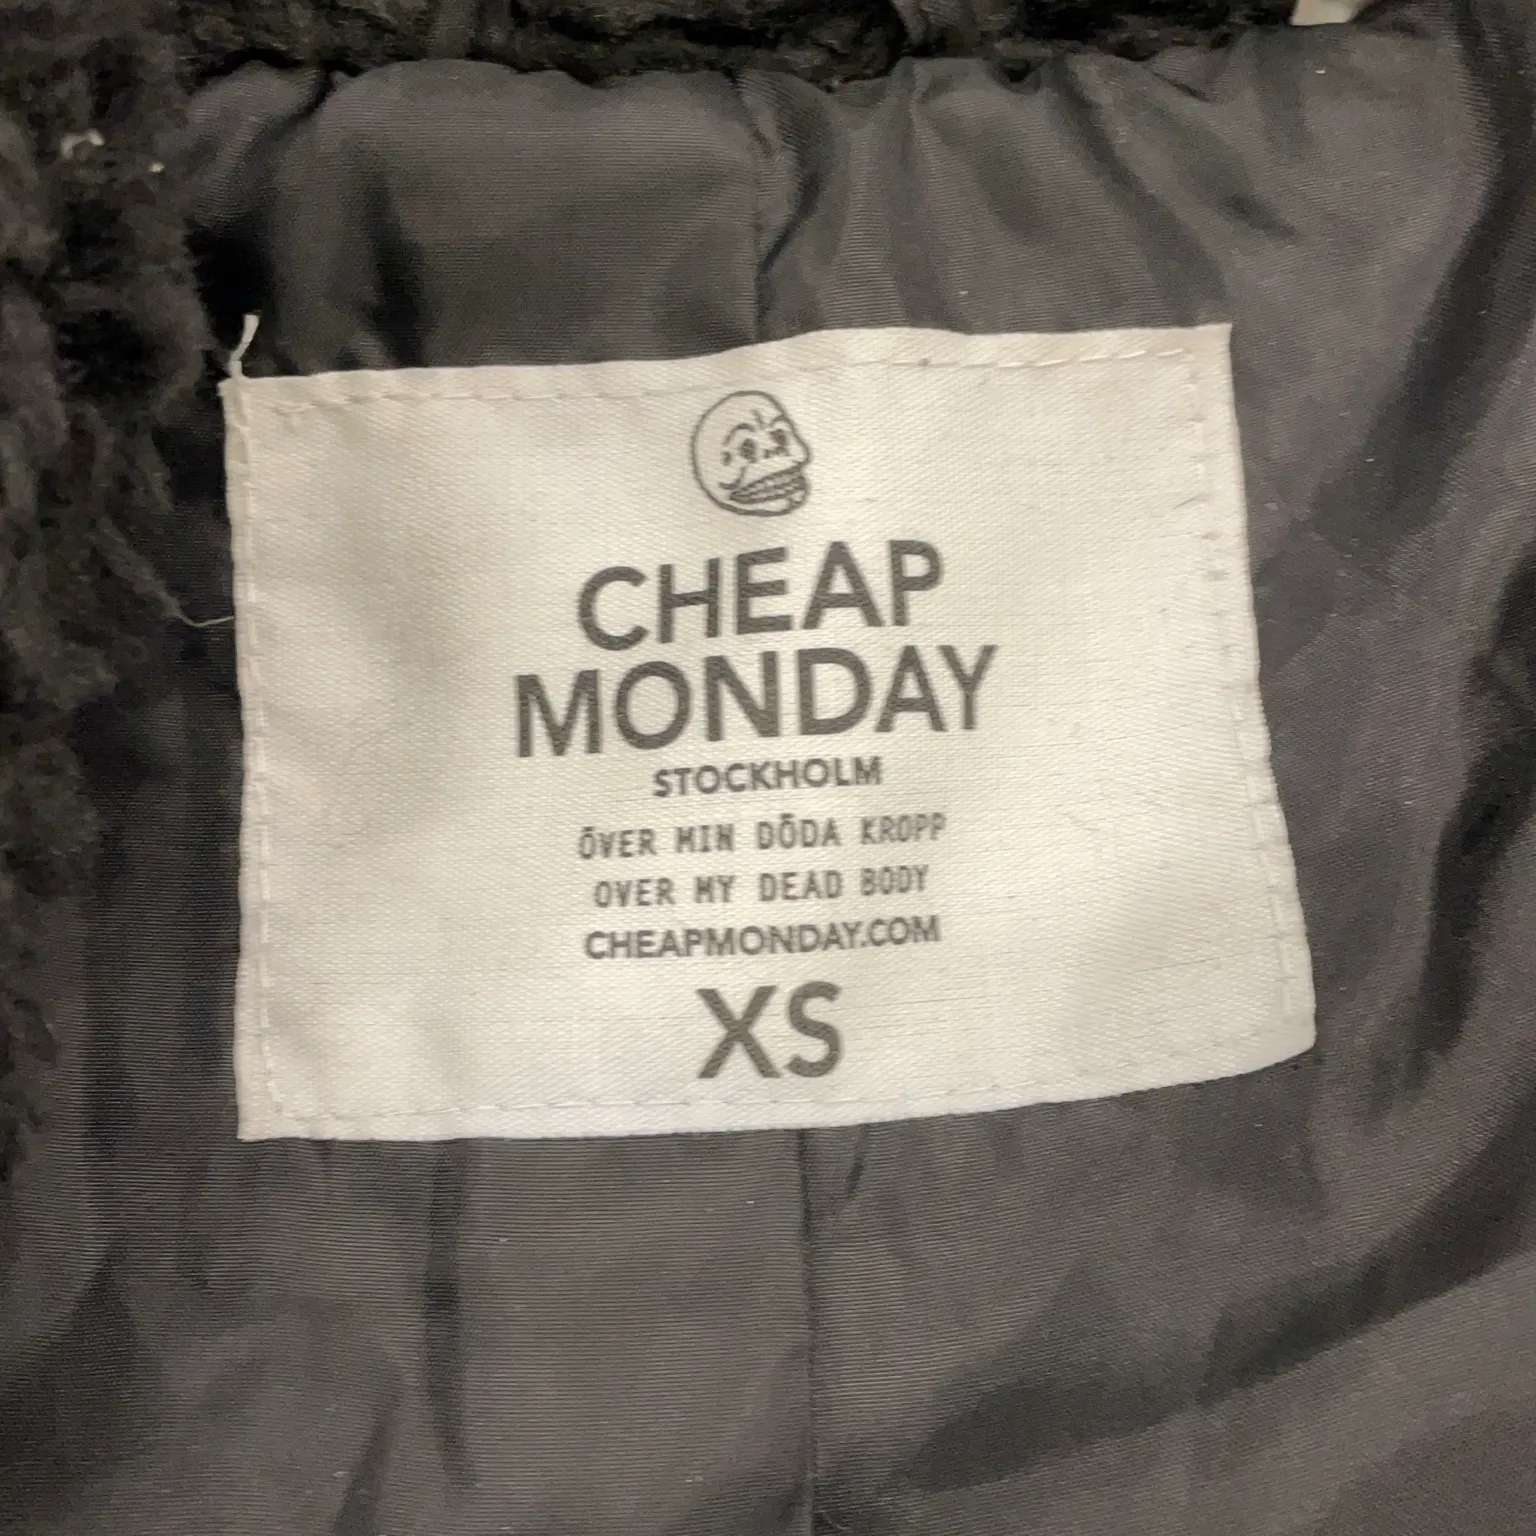 CHEAP
MONDAY
STOCKHOLM
ÖVER MIN DÖDA KROPP
OVER MY DEAD BODY
CHEAPMONDAY.COM
XS